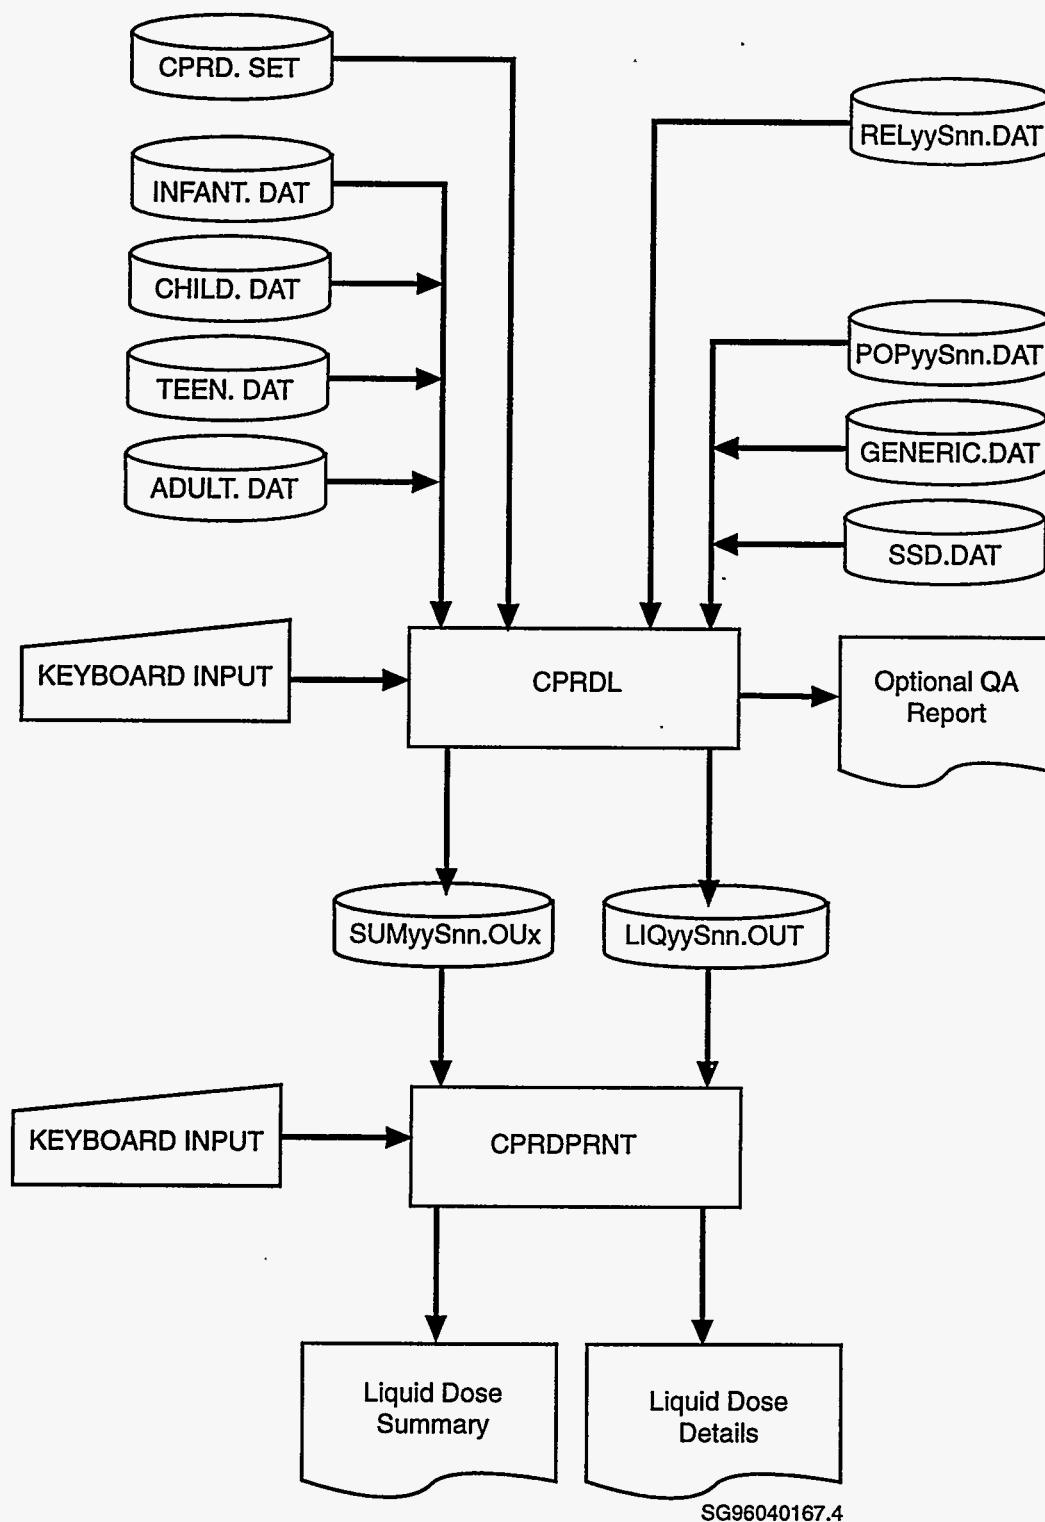 CPRD. SET
RELyySnn.DAT
INFANT. DAT
CHILD. DAT
TEEN. DAT
ADULT. DAT
POPyySnn.DAT
GENERIC.DAT
SSD.DAT
KEYBOARD INPUT
CPRDL
Optional QA
Report
SUMyySnn.OUx
LIQyySnn.OUT
KEYBOARD INPUT
CPRDPRNT
Liquid Dose
Summary
Liquid Dose
Details
SG96040167.4